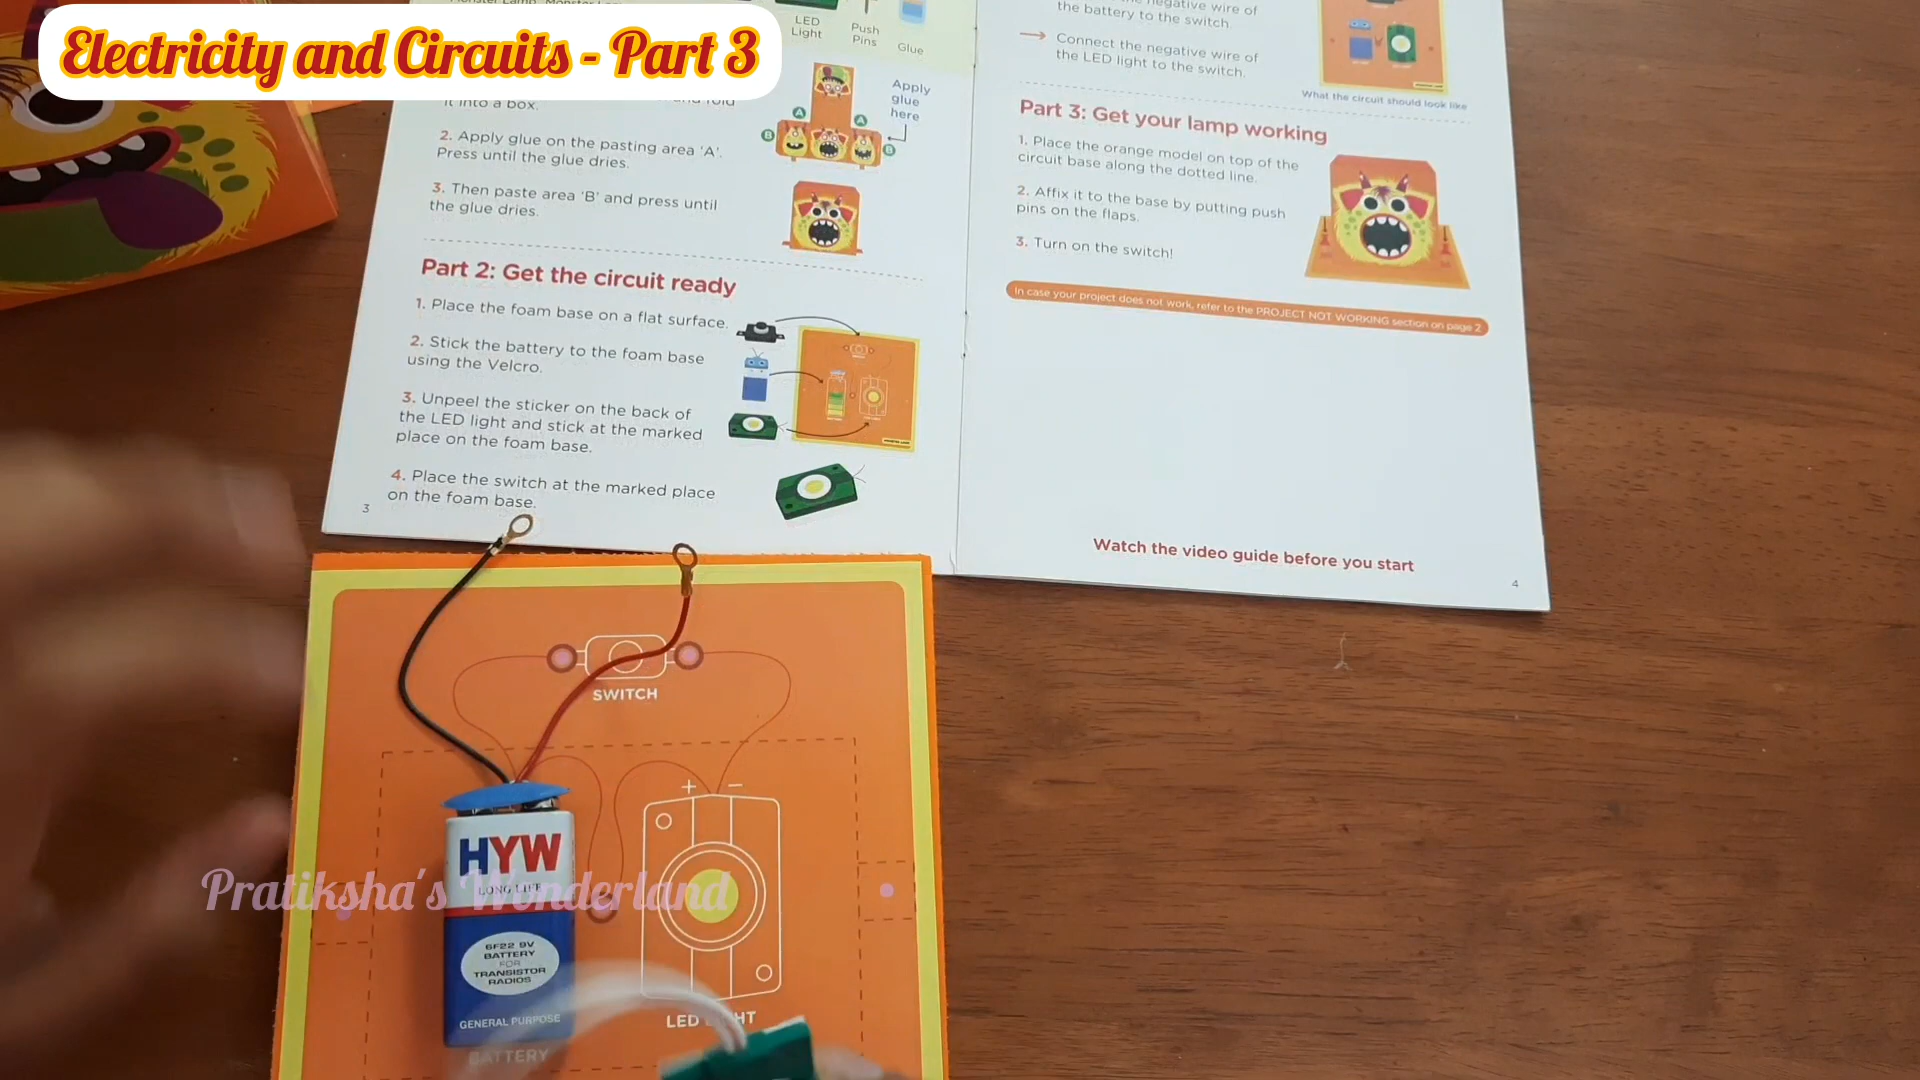 Electricity and Circuits - Part 3
LED
Light
Push
Pins
Glue
it into a box.
2. Apply glue on the pasting area ‘A’.
Press until the glue dries.
3. Then paste area ‘B’ and press until
the glue dries.
Apply
glue
here
A
A
B
B
Part 2: Get the circuit ready
1. Place the foam base on a flat surface.
2. Stick the battery to the foam base
using the Velcro.
3. Unpeel the sticker on the back of
the LED light and stick at the marked
place on the foam base.
4. Place the switch at the marked place
on the foam base.
3
negative wire of
the battery to the switch.
→ Connect the negative wire of
the LED light to the switch.
What the circuit should look like
Part 3: Get your lamp working
1. Place the orange model on top of the
circuit base along the dotted line.
2. Affix it to the base by putting push
pins on the flaps.
3. Turn on the switch!
In case your project does not work, refer to the PROJECT NOT WORKING section on page 2
Watch the video guide before you start
4
SWITCH
+ −
HYW
LONG LIFE
6F22 9V
BATTERY
FOR
TRANSISTOR
RADIOS
GENERAL PURPOSE
BATTERY
Pratiksha's Wonderland